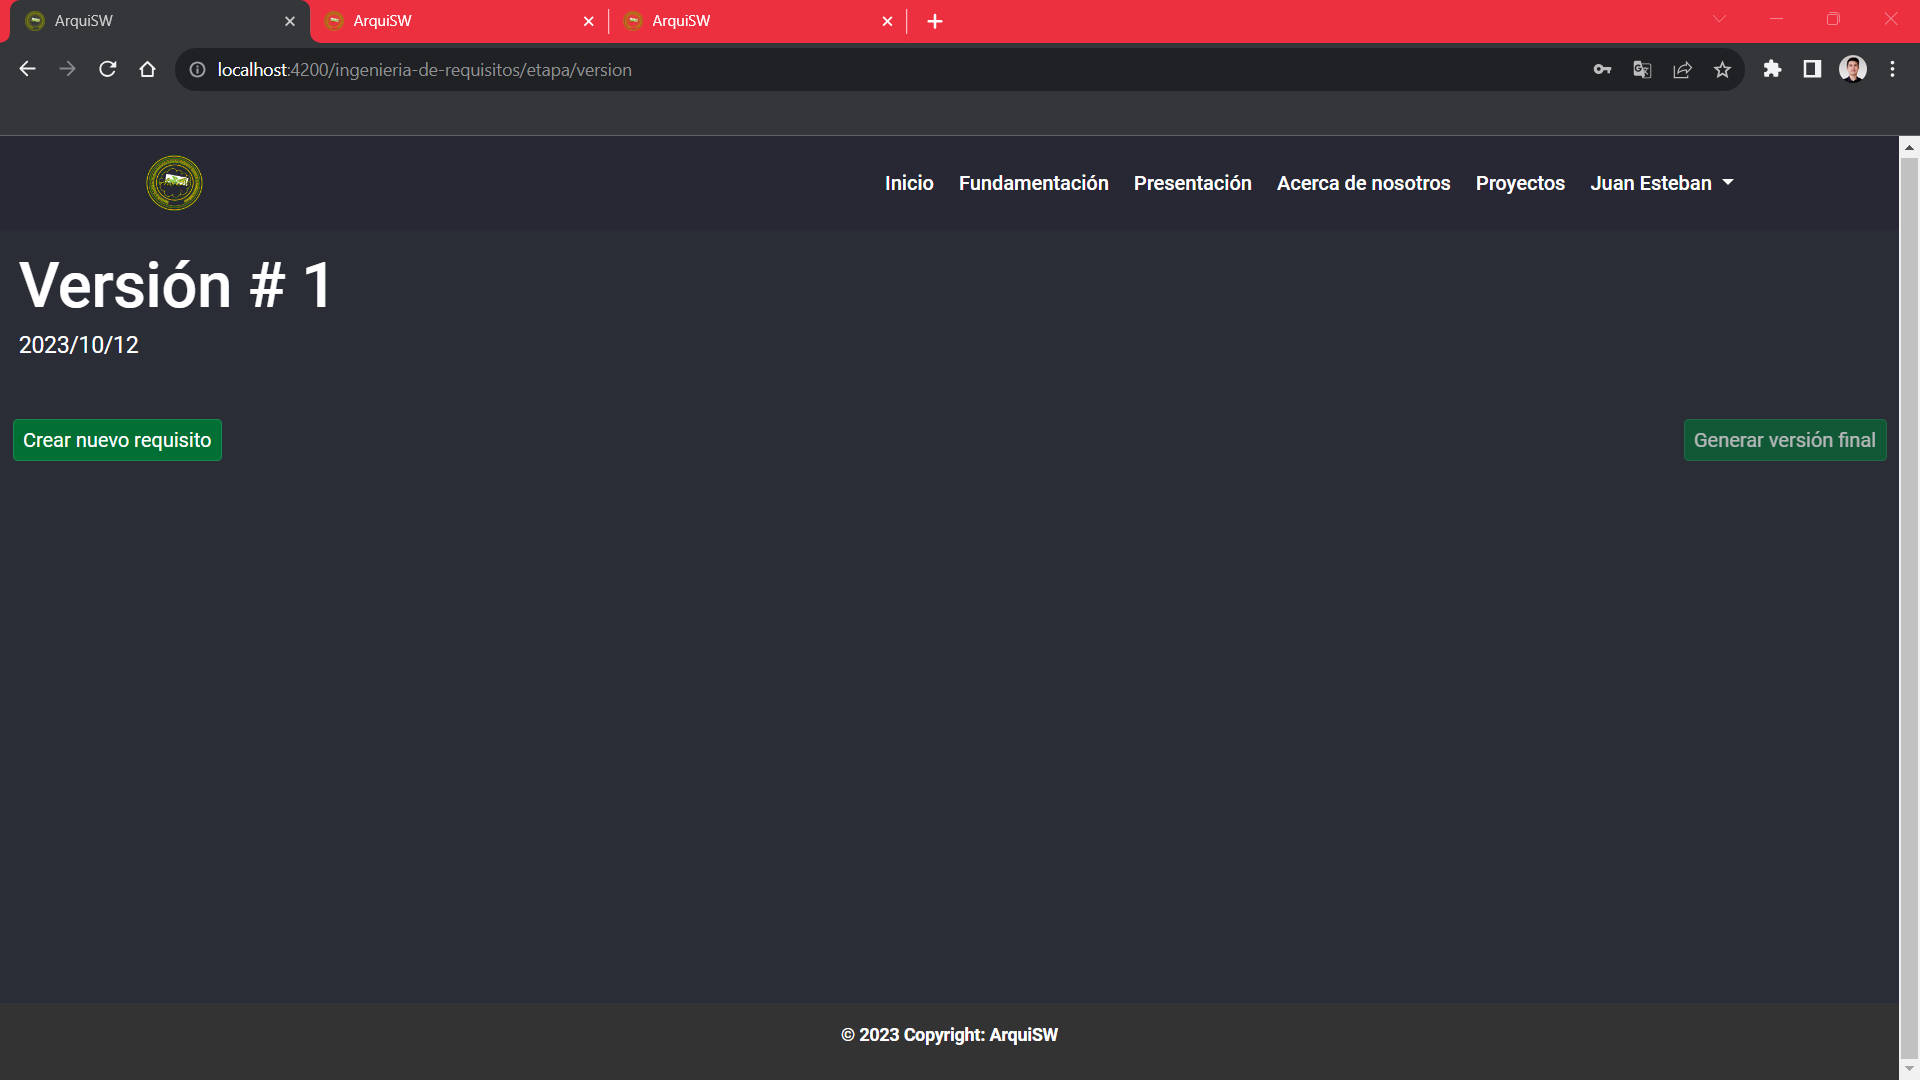 ArquiSW
ArquiSW
ArquiSW
localhost:4200/ingenieria-de-requisitos/etapa/version
Inicio Fundamentación Presentación Acerca de nosotros Proyectos Juan Esteban
Versión # 1
2023/10/12
Crear nuevo requisito
Generar versión final
© 2023 Copyright: ArquiSW